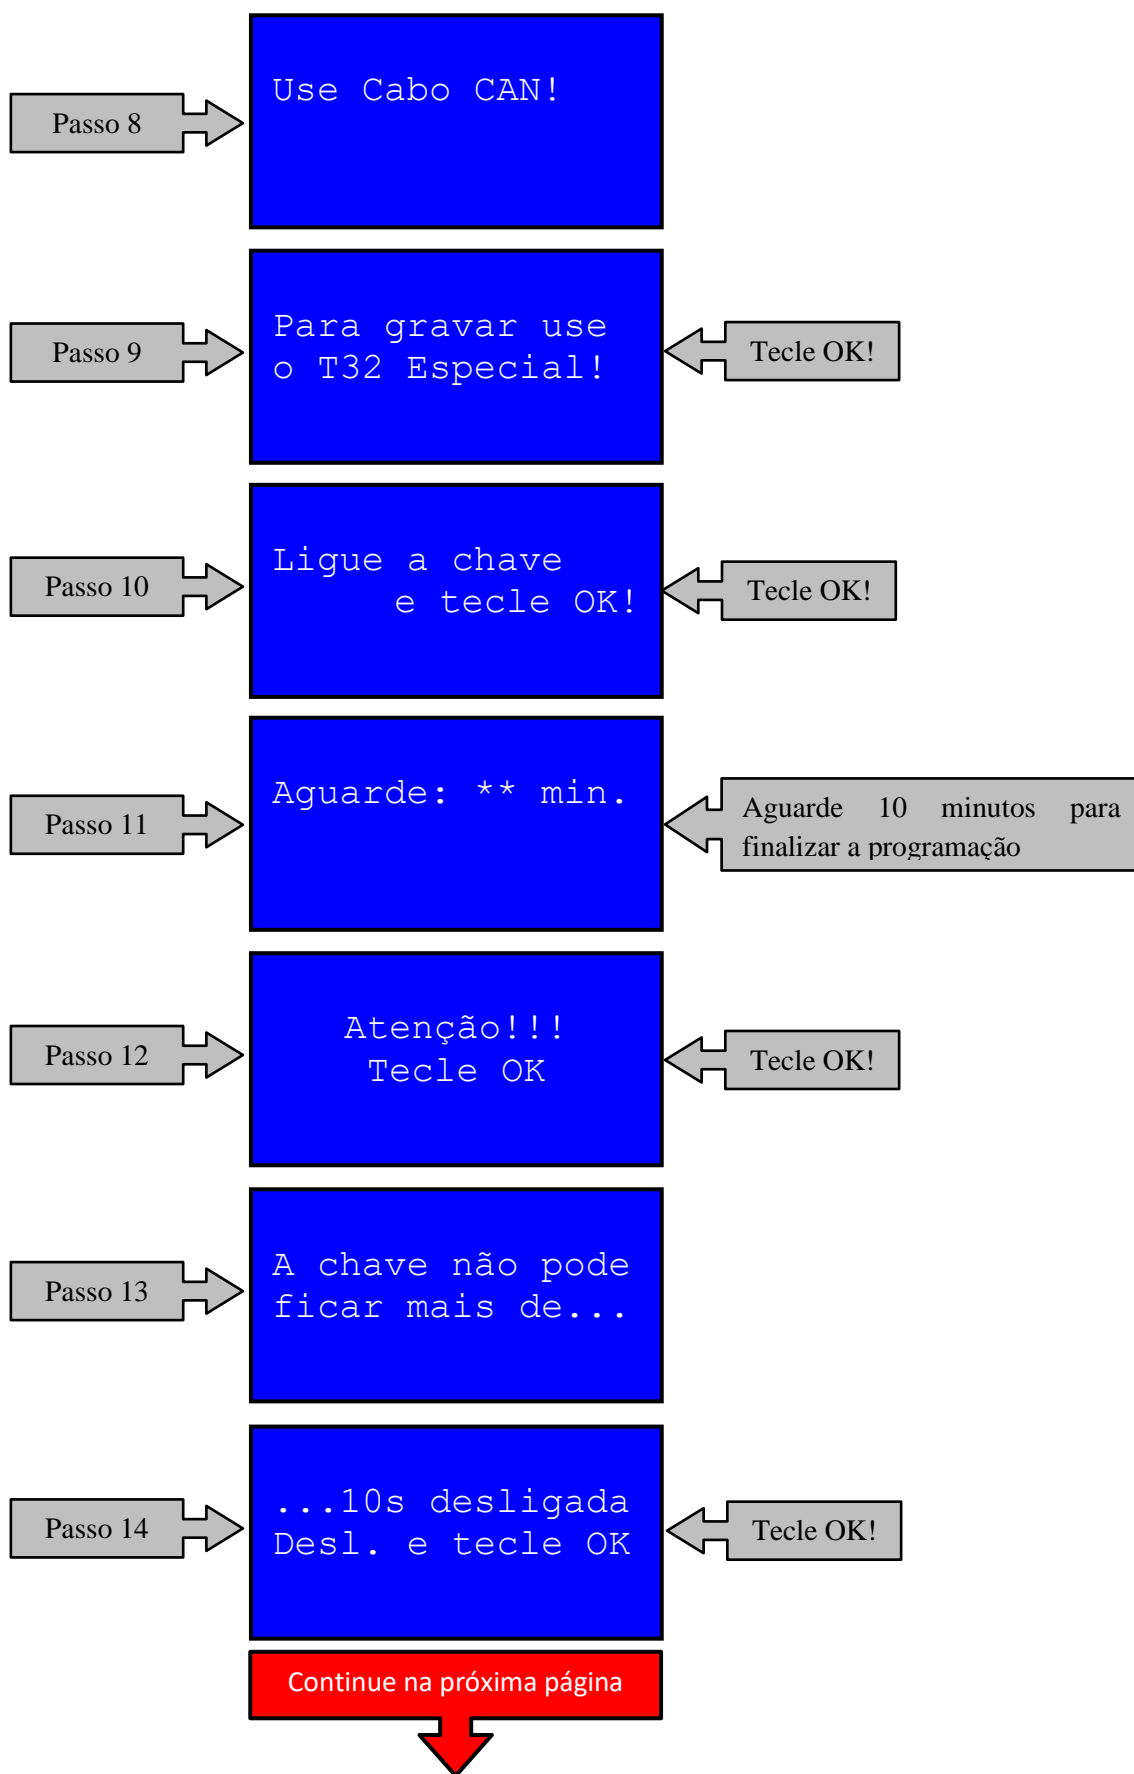 Passo 8
Use Cabo CAN!
Passo 9
Para gravar use
o T32 Especial!
Tecle OK!
Passo 10
Ligue a chave
e tecle OK!
Tecle OK!
Passo 11
Aguarde: ** min.
Aguarde 10 minutos para
finalizar a programação
Passo 12
Atenção!!!
Tecle OK
Tecle OK!
Passo 13
A chave não pode
ficar mais de...
Passo 14
...10s desligada
Desl. e tecle OK
Tecle OK!
Continue na próxima página